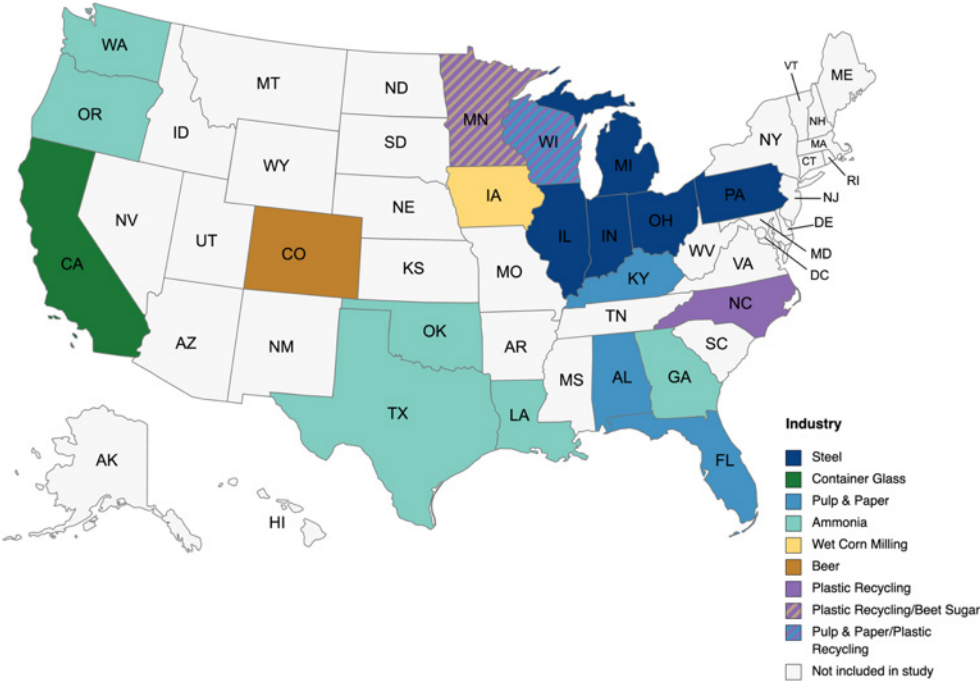 WA
OR
CA
ID
NV
MT
WY
UT
AZ
CO
NM
ND
SD
NE
KS
OK
TX
MN
IA
MO
AR
LA
WI
IL
MS
MI
IN
OH
KY
TN
AL
GA
FL
PA
WV
VA
NC
SC
NY
VT
NH
ME
MA
CT
RI
NJ
DE
MD
DC
AK
HI
Industry
Steel
Container Glass
Pulp & Paper
Ammonia
Wet Corn Milling
Beer
Plastic Recycling
Plastic Recycling/Beet Sugar
Pulp & Paper/Plastic
Recycling
Not included in study